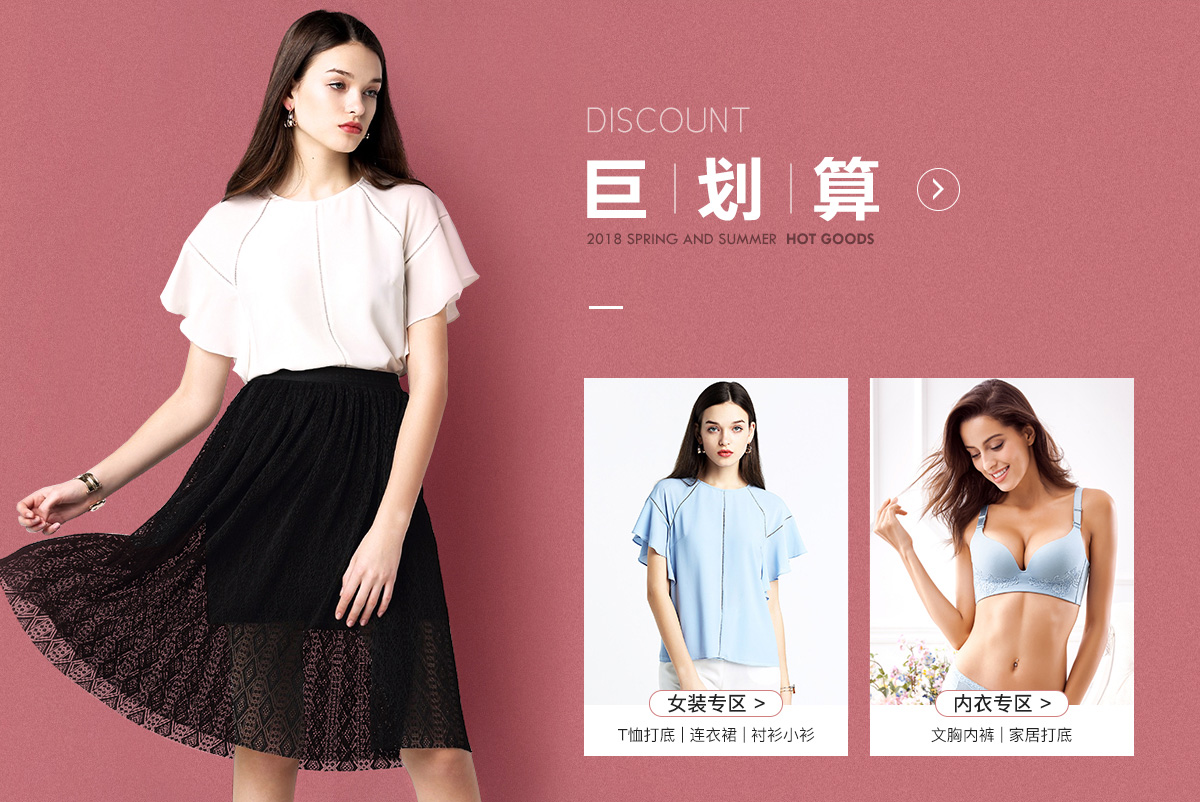 DISCOUNT
巨划算 >
2018 SPRING AND SUMMER HOT GOODS
女装专区 >
T恤打底 | 连衣裙 | 衬衫小衫
内衣专区 >
文胸内裤 | 家居打底